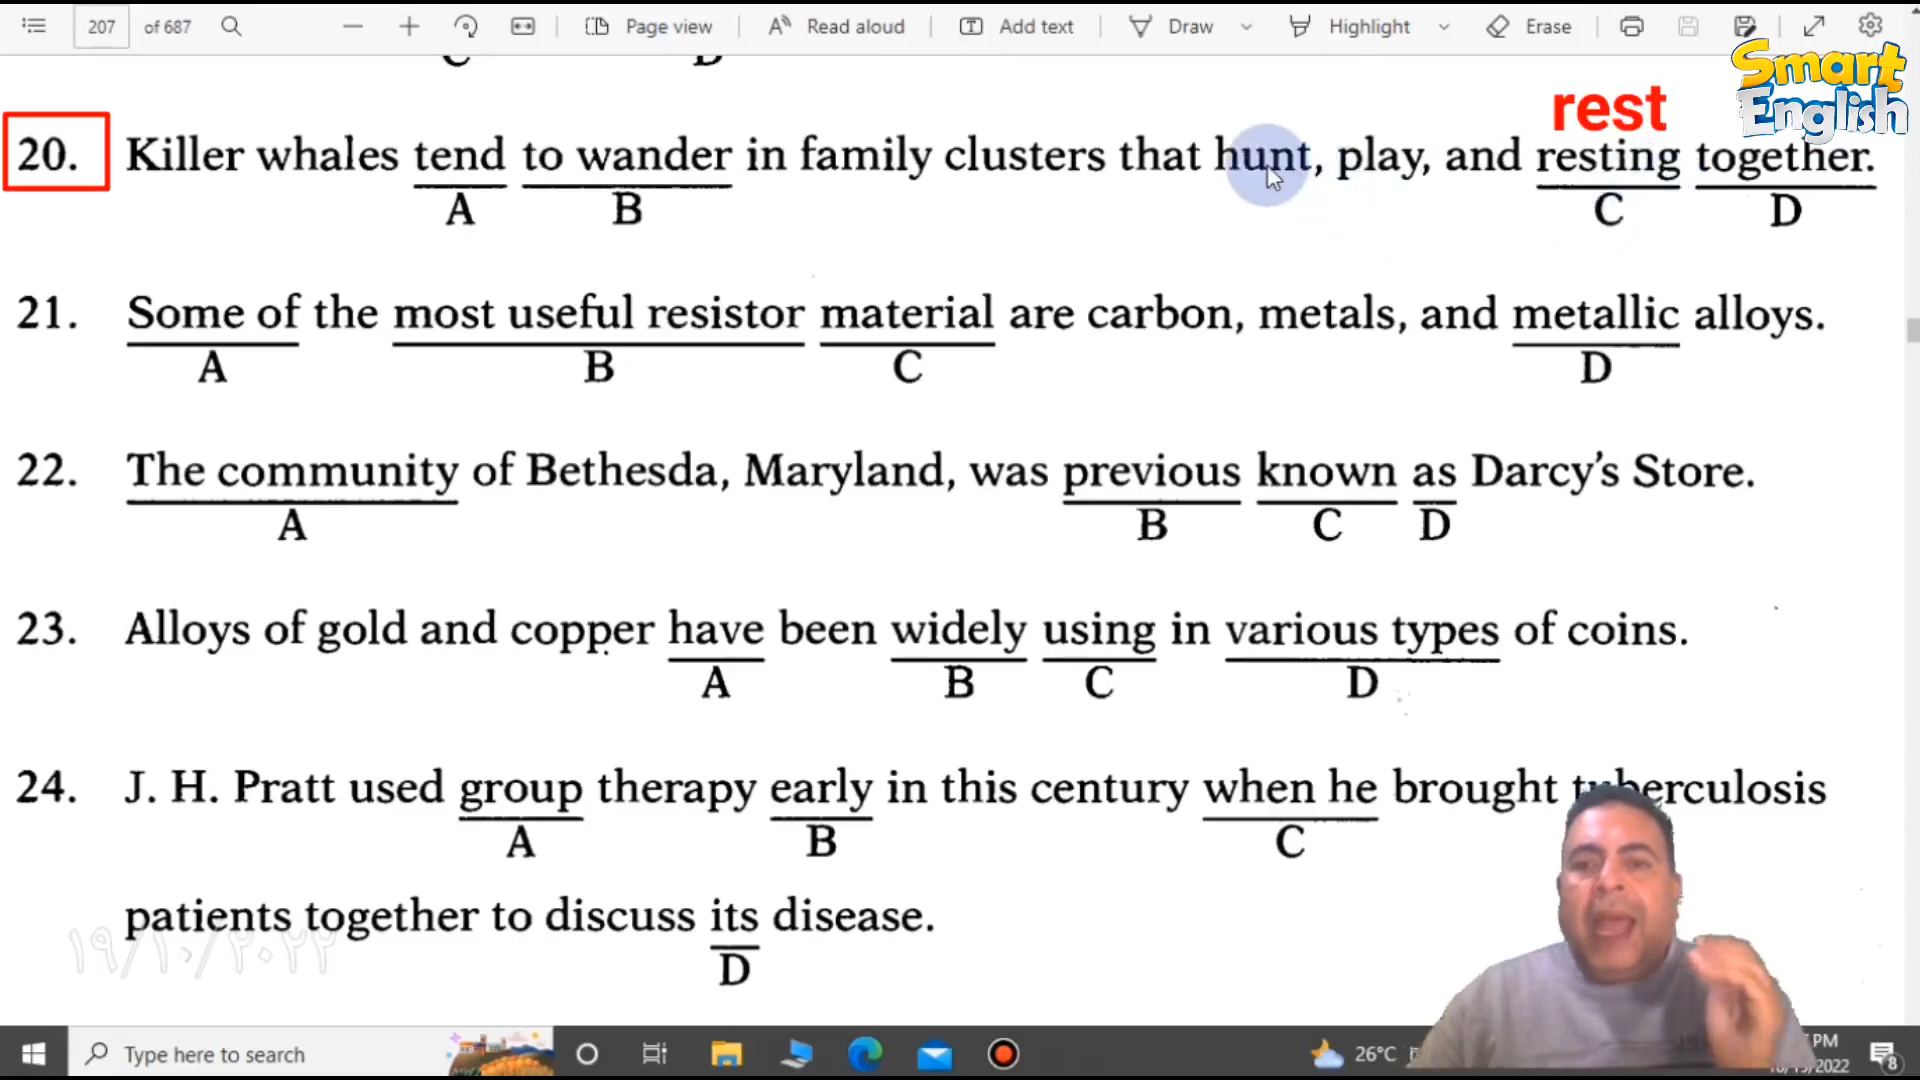 207 of 687 Page view Read aloud Add text Draw Highlight Erase
Smart
English
C D
rest
20. Killer whales tend to wander in family clusters that hunt, play, and resting together.
A B C D
21. Some of the most useful resistor material are carbon, metals, and metallic alloys.
A B C D
22. The community of Bethesda, Maryland, was previous known as Darcy's Store.
A B C D
23. Alloys of gold and copper have been widely using in various types of coins.
A B C D
24. J. H. Pratt used group therapy early in this century when he brought tuberculosis
A B C
patients together to discuss its disease.
D
١٩/١٠/٢٠٢٢
Type here to search 26°C PM
8